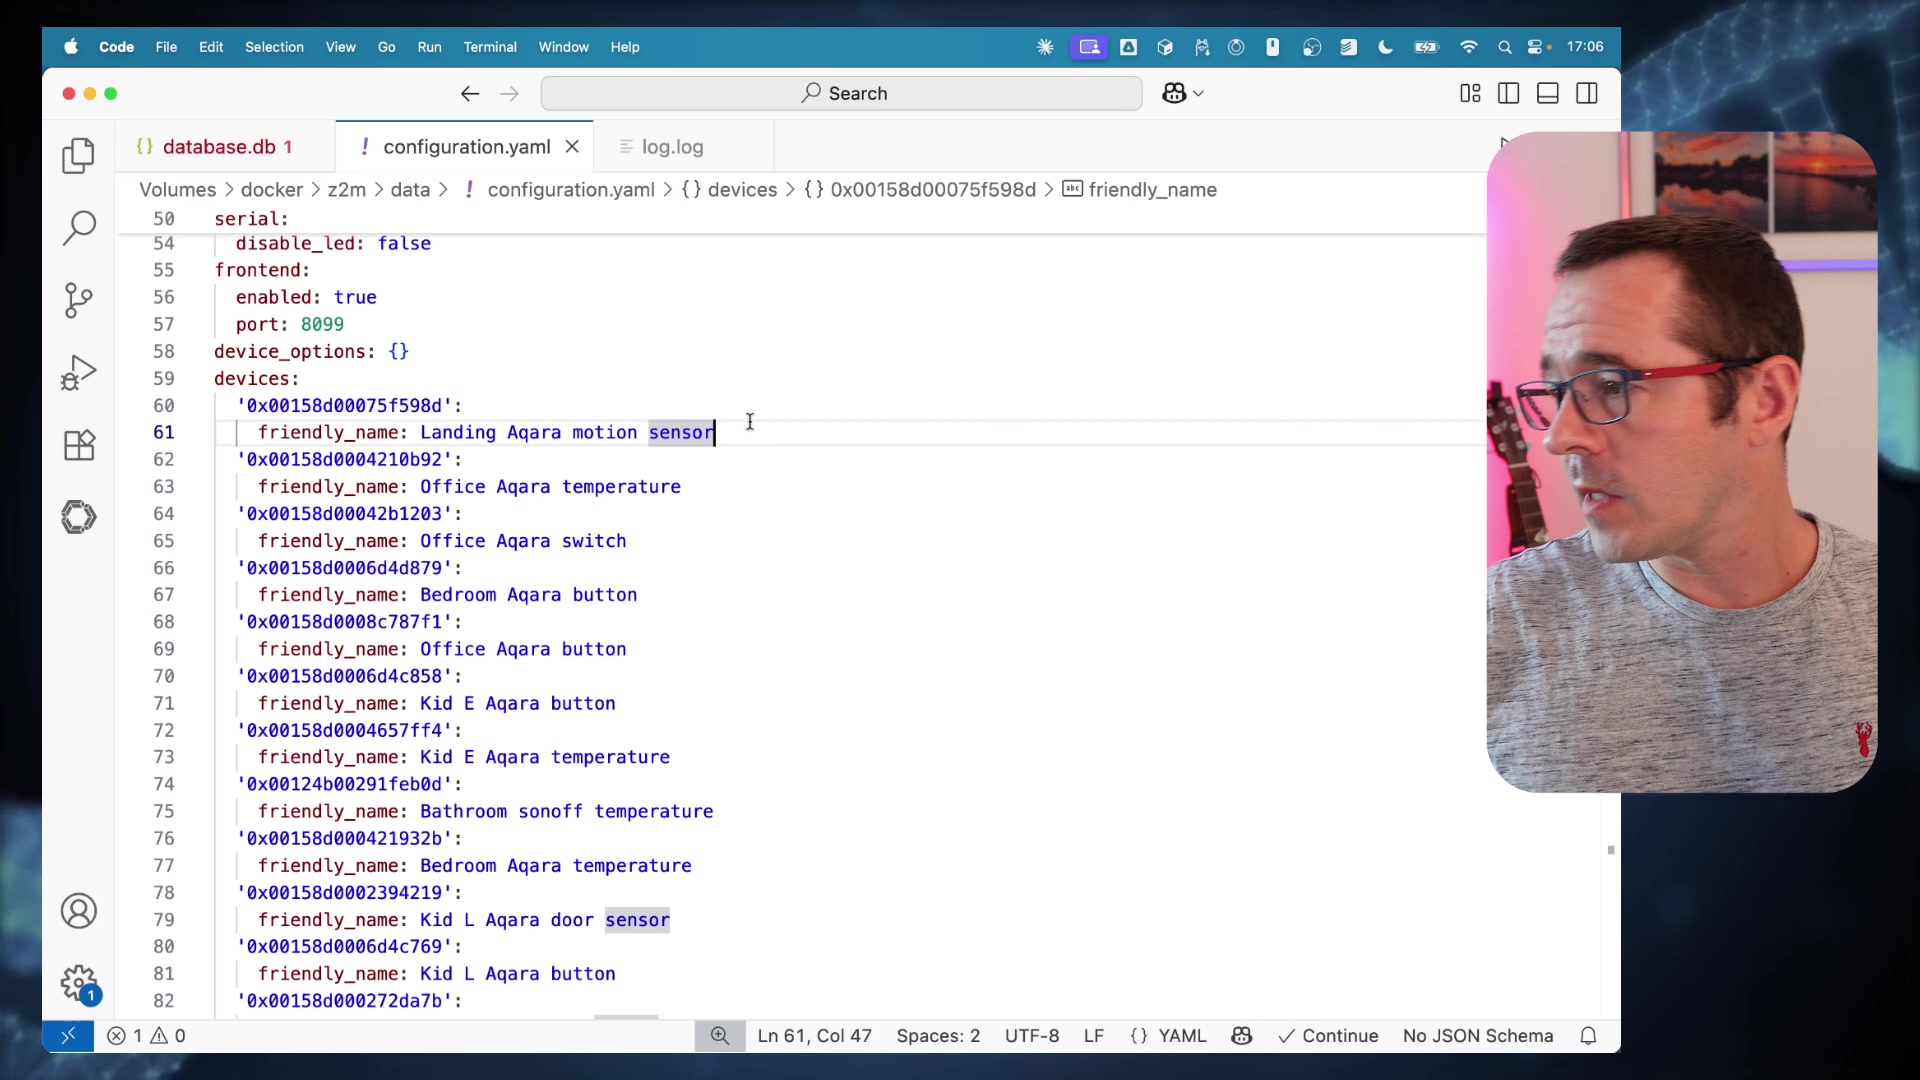 Code File Edit Selection View Go Run Terminal Window Help 17:06
Search
database.db 1 configuration.yaml log.log
Volumes > docker > z2m > data > ! configuration.yaml > {} devices > {} 0x00158d00075f598d > abc friendly_name
50 serial:
54 disable_led: false
55 frontend:
56 enabled: true
57 port: 8099
58 device_options: {}
59 devices:
60 '0x00158d00075f598d':
61 friendly_name: Landing Aqara motion sensor
62 '0x00158d0004210b92':
63 friendly_name: Office Aqara temperature
64 '0x00158d00042b1203':
65 friendly_name: Office Aqara switch
66 '0x00158d0006d4d879':
67 friendly_name: Bedroom Aqara button
68 '0x00158d0008c787f1':
69 friendly_name: Office Aqara button
70 '0x00158d0006d4c858':
71 friendly_name: Kid E Aqara button
72 '0x00158d0004657ff4':
73 friendly_name: Kid E Aqara temperature
74 '0x00124b00291feb0d':
75 friendly_name: Bathroom sonoff temperature
76 '0x00158d000421932b':
77 friendly_name: Bedroom Aqara temperature
78 '0x00158d0002394219':
79 friendly_name: Kid L Aqara door sensor
80 '0x00158d0006d4c769':
81 friendly_name: Kid L Aqara button
82 '0x00158d000272da7b':
1
1 0 Ln 61, Col 47 Spaces: 2 UTF-8 LF {} YAML Continue No JSON Schema